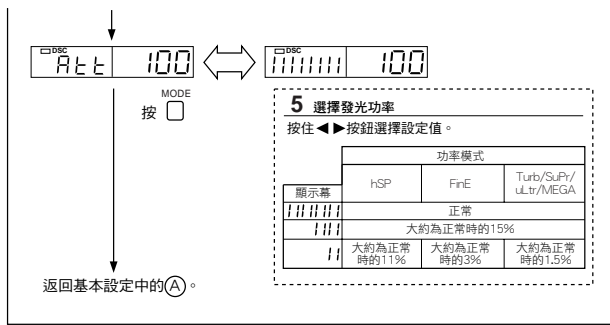 DSC
Att 100
DSC
100
MODE
按
5 選擇發光功率
按住◀ ▶按鈕選擇設定值。
功率模式
顯示幕
hSP
FinE
Turb/SuPr/
uLtr/MEGA
正常
大約為正常時的15%
大約為正常
時的11%
大約為正常
時的3%
大約為正常
時的1.5%
返回基本設定中的Ⓐ。